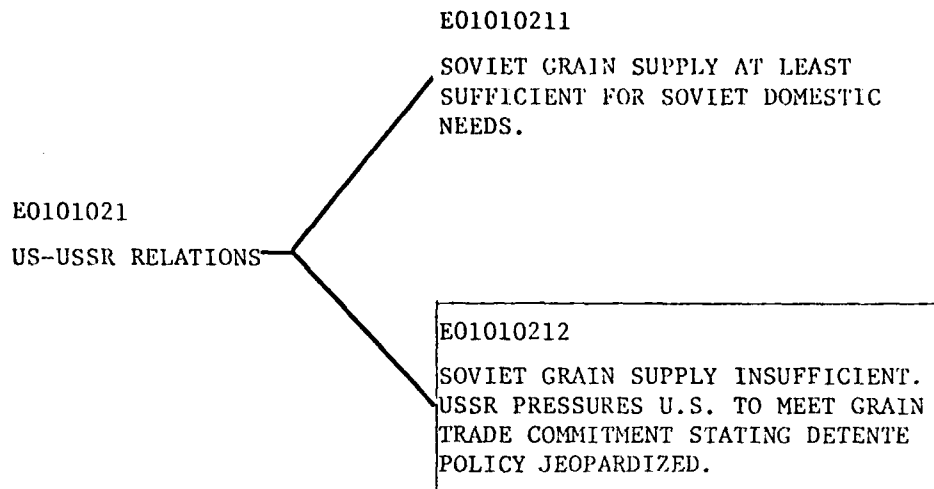 E01010211
SOVIET GRAIN SUPPLY AT LEAST
SUFFICIENT FOR SOVIET DOMESTIC
NEEDS.
E0101021
US-USSR RELATIONS
E01010212
SOVIET GRAIN SUPPLY INSUFFICIENT.
USSR PRESSURES U.S. TO MEET GRAIN
TRADE COMMITMENT STATING DETENTE
POLICY JEOPARDIZED.